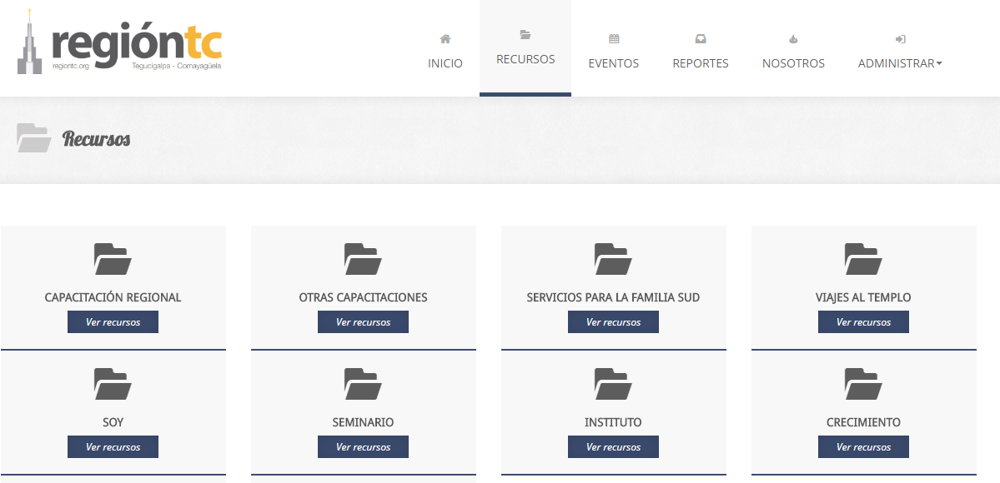 regióntc
regiontc.org Tegucigalpa - Comayagüela
INICIO RECURSOS EVENTOS REPORTES NOSOTROS ADMINISTRAR
Recursos
CAPACITACIÓN REGIONAL OTRAS CAPACITACIONES SERVICIOS PARA LA FAMILIA SUD VIAJES AL TEMPLO
Ver recursos Ver recursos Ver recursos Ver recursos
SOY SEMINARIO INSTITUTO CRECIMIENTO
Ver recursos Ver recursos Ver recursos Ver recursos